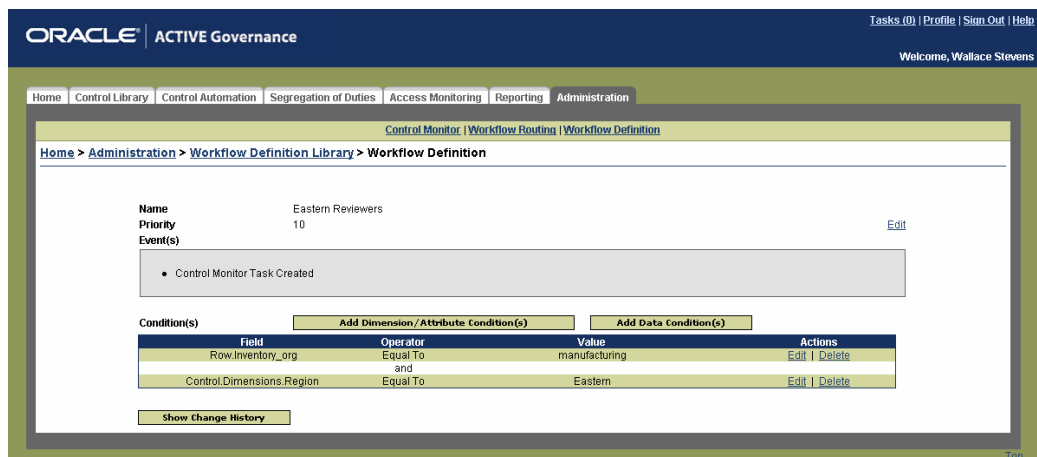 Tasks (0) | Profile | Sign Out | Help
ORACLE® | ACTIVE Governance
Welcome, Wallace Stevens
Home Control Library Control Automation Segregation of Duties Access Monitoring Reporting Administration
Control Monitor | Workflow Routing | Workflow Definition
Home > Administration > Workflow Definition Library > Workflow Definition
Name Eastern Reviewers
Priority 10 Edit
Event(s)
• Control Monitor Task Created
Condition(s) Add Dimension/Attribute Condition(s) Add Data Condition(s)
Field Operator Value Actions
Row.Inventory_org Equal To manufacturing Edit | Delete
and
Control.Dimensions.Region Equal To Eastern Edit | Delete
Show Change History
Top